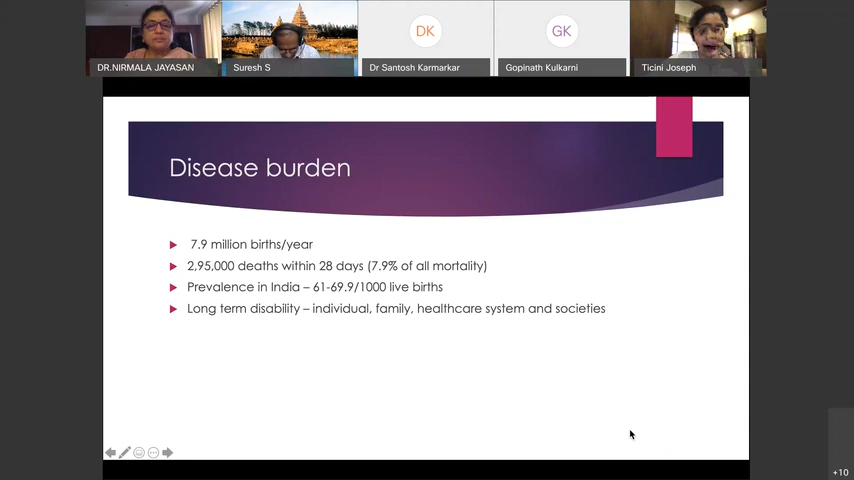 DR.NIRMALA JAYASAN
Suresh S
DK
Dr Santosh Karmarkar
GK
Gopinath Kulkarni
Ticini Joseph
Disease burden
7.9 million births/year
2,95,000 deaths within 28 days (7.9% of all mortality)
Prevalence in India – 61-69.9/1000 live births
Long term disability – individual, family, healthcare system and societies
+10